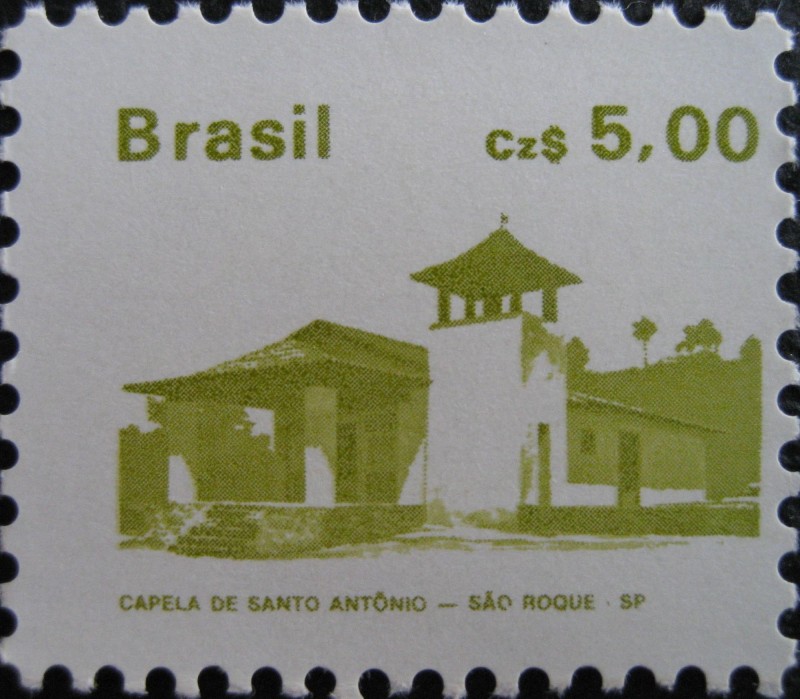 Brasil Cz$ 5,00
CAPELA DE SANTO ANTÔNIO — SÃO ROQUE · SP